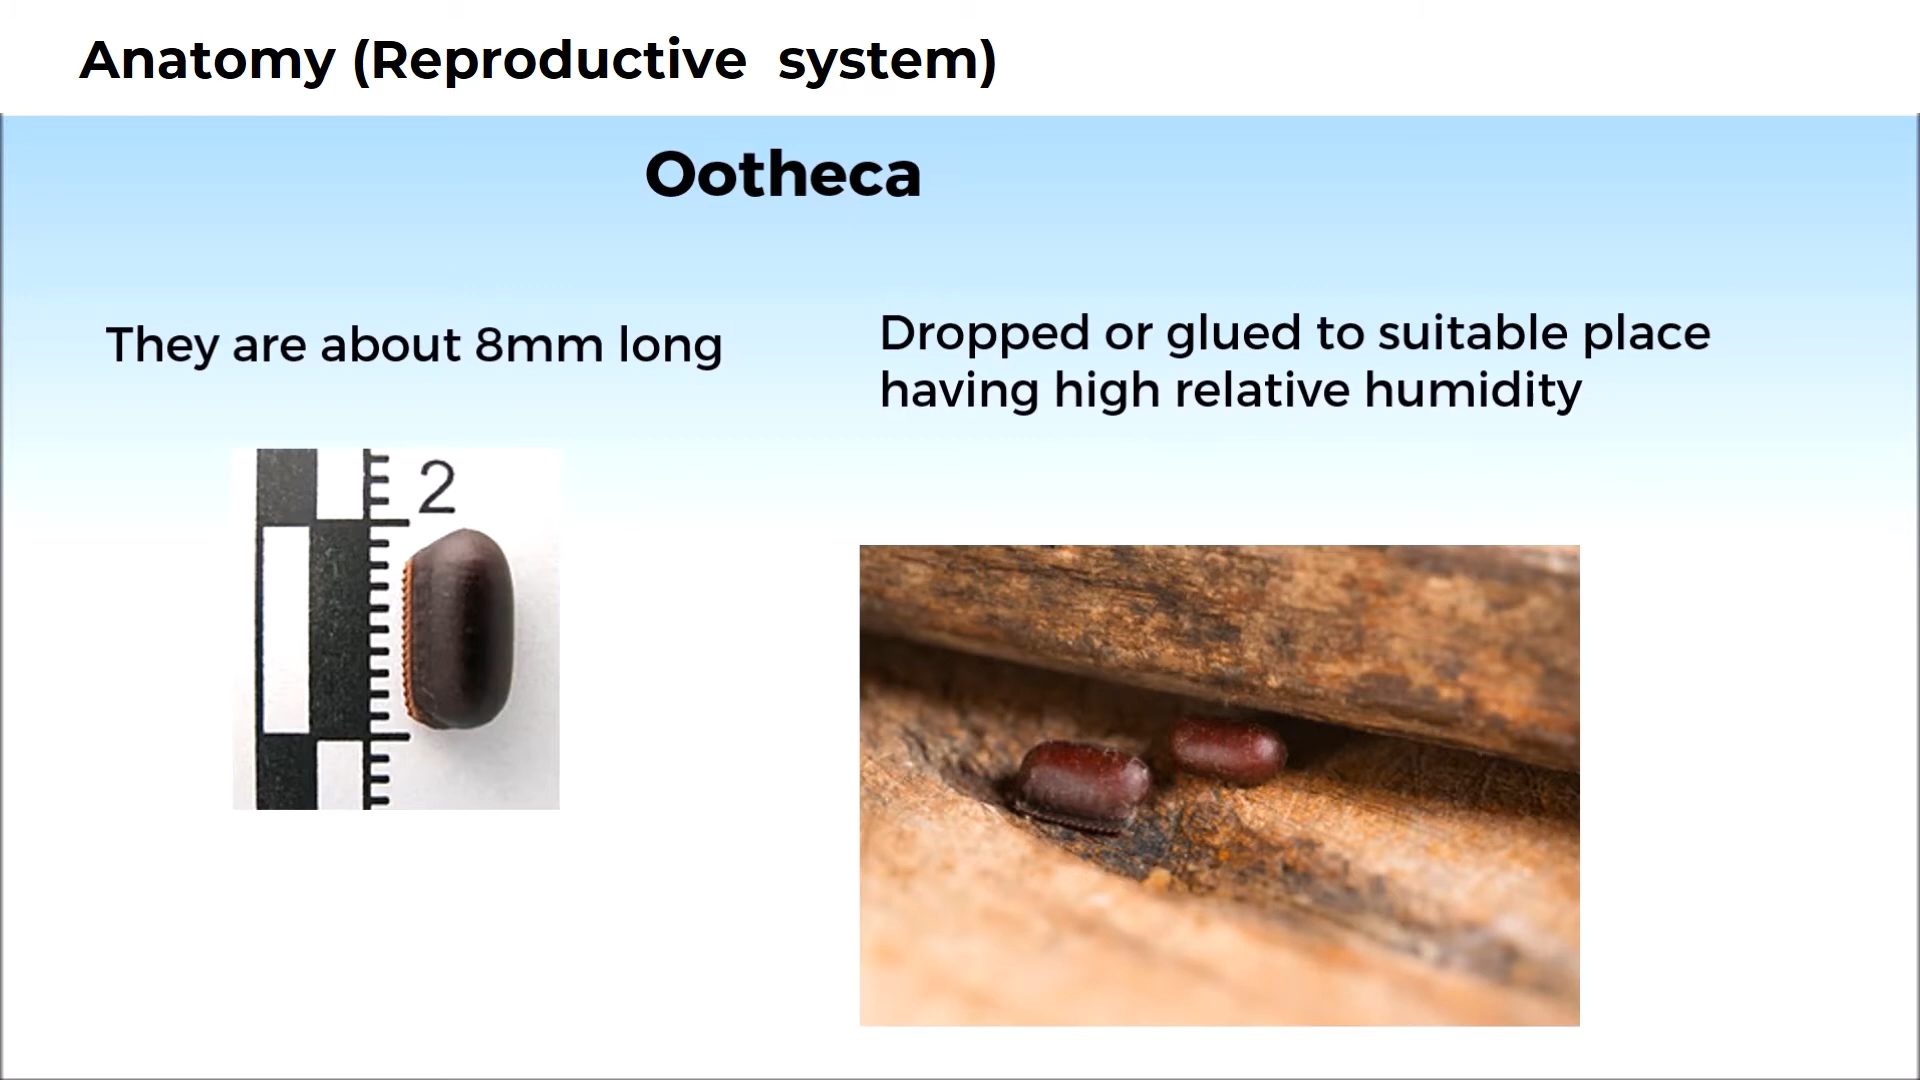 Anatomy (Reproductive system)
Ootheca
They are about 8mm long
Dropped or glued to suitable place
having high relative humidity
2